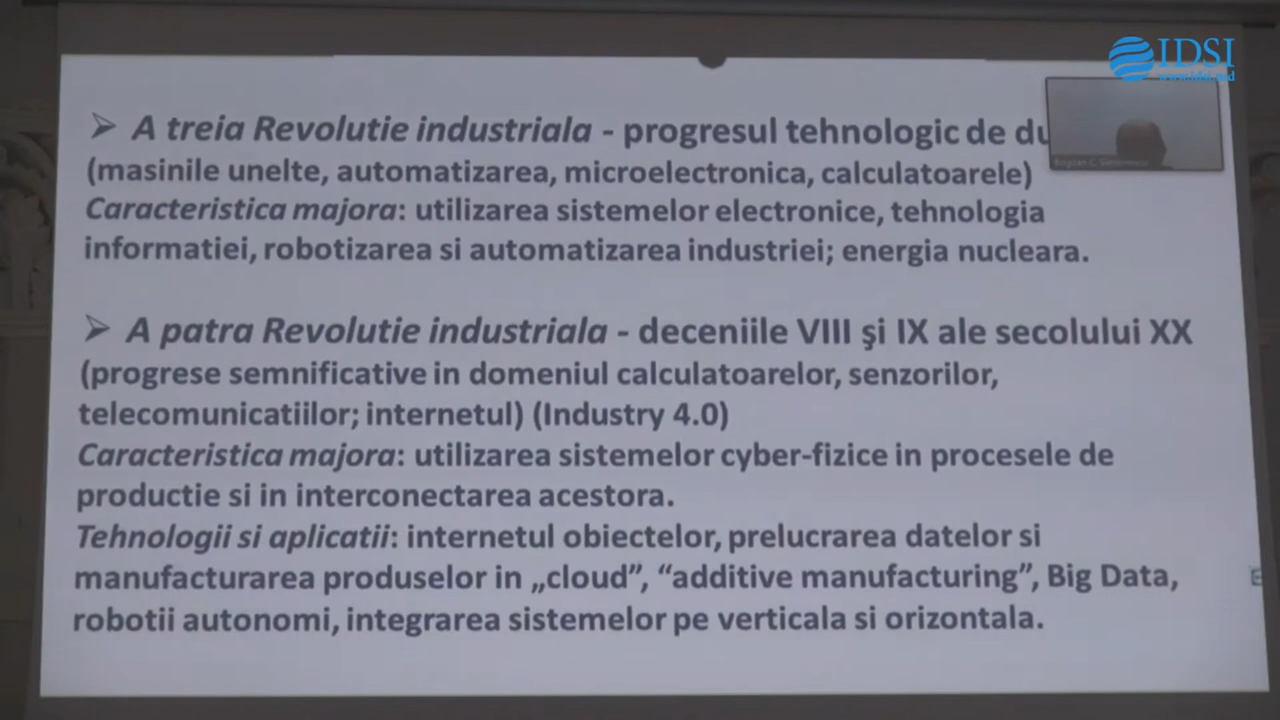 IDSI
www.idsi.md
➢ A treia Revolutie industriala - progresul tehnologic de
(masinile unelte, automatizarea, microelectronica, calculatoarele)
Caracteristica majora: utilizarea sistemelor electronice, tehnologia
informatiei, robotizarea si automatizarea industriei; energia nucleara.
➢ A patra Revolutie industriala - deceniile VIII şi IX ale secolului XX
(progrese semnificative in domeniul calculatoarelor, senzorilor,
telecomunicatiilor; internetul) (Industry 4.0)
Caracteristica majora: utilizarea sistemelor cyber-fizice in procesele de
productie si in interconectarea acestora.
Tehnologii si aplicatii: internetul obiectelor, prelucrarea datelor si
manufacturarea produselor in „cloud”, “additive manufacturing”, Big Data,
robotii autonomi, integrarea sistemelor pe verticala si orizontala.